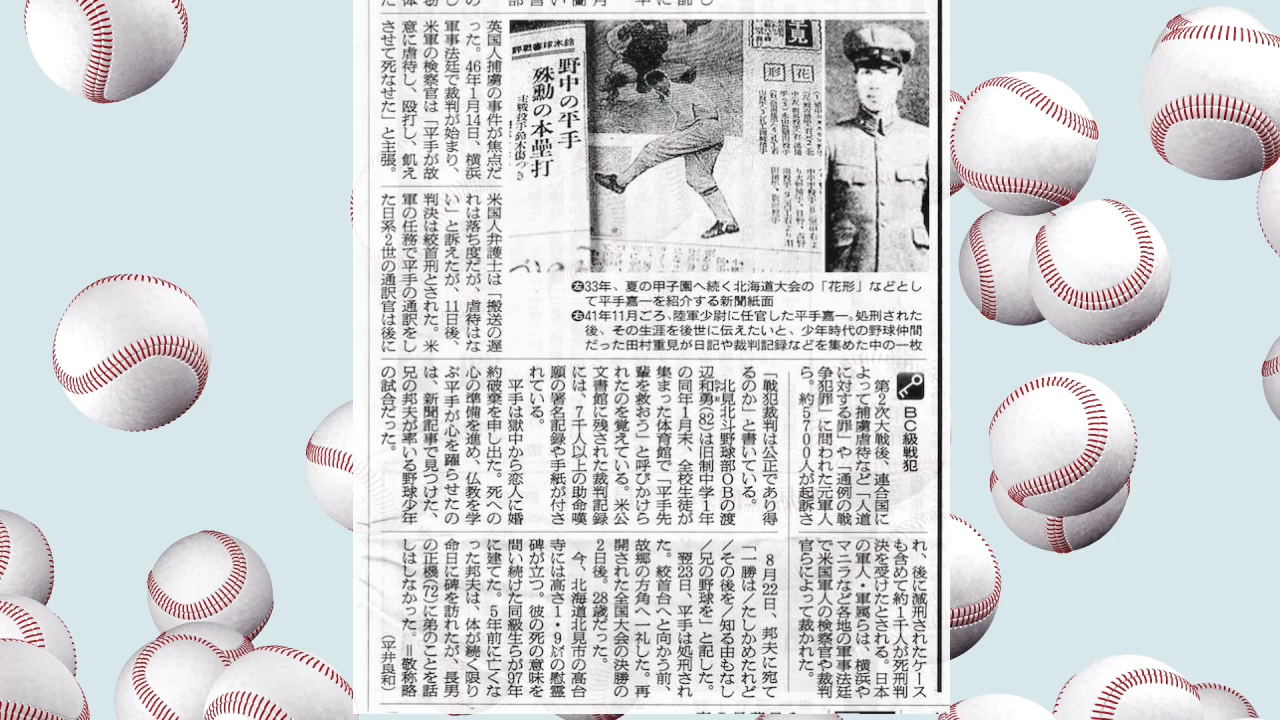 英国人捕虜の事件が焦点だ
った。46年1月14日、横浜
軍事法廷で裁判が始まり、
米軍の検察官は「平手が故
意に虐待し、殴打し、飢え
させて死なせた」と主張。
米国人弁護士は「搬送の遅
れは落ち度だが、虐待はな
い」と訴えたが、11日後、
判決は絞首刑とされた。米
軍の任務で平手の通訳をし
た日系2世の通訳官は後に
野中の平手
殊勲の本塁打
花形
㊧33年、夏の甲子園へ続く北海道大会の「花形」などとし
て平手嘉一を紹介する新聞紙面
㊨41年11月ごろ、陸軍少尉に任官した平手嘉一。処刑された
後、その生涯を後世に伝えたいと、少年時代の野球仲間
だった田村重見が日記や裁判記録などを集めた中の一枚
「戦犯裁判は公正であり得
るのか」と書いている。
北見北斗野球部OBの渡
辺和勇(82)は旧制中学1年
の同年1月末、全校生徒が
集まった体育館で「平手先
輩を救おう」と呼びかけら
れたのを覚えている。米公
文書館に残された裁判記録
には、7千人以上の助命嘆
願の署名記録や手紙が付さ
れている。
平手は獄中から恋人に婚
約破棄を申し出た。死への
心の準備を進め、仏教を学
ぶ平手が心を躍らせたの
は、新聞記事で見つけた、
兄の邦夫が率いる野球少年
の試合だった。
8月22日、邦夫に宛て
「一勝は/たしかめたれど
/その後を/知る由もなし
/兄の野球を」と記した。
翌23日、平手は処刑され
た。絞首台へと向かう前、
故郷の方角へ一礼した。再
開された全国大会の決勝の
2日後。28歳だった。
今、北海道北見市の高台
寺には高さ1・9㍍の慰霊
碑が立つ。彼の死の意味を
問い続けた同級生らが97年
に建てた。5年前に亡くな
った邦夫は、体が続く限り
命日に碑を訪れたが、長男
の正機(72)に弟のことを話
しはしなかった。＝敬称略
(平井良和)
BC級戦犯
第2次大戦後、連合国に
よって捕虜虐待など「人道
に対する罪」や「通例の戦
争犯罪」に問われた元軍人
ら。約5700人が起訴さ
れ、後に減刑されたケース
も含めて約1千人が死刑判
決を受けたとされる。日本
の軍人・軍属らは、横浜や
マニラなど各地の軍事法廷
で米国軍人の検察官や裁判
官らによって裁かれた。